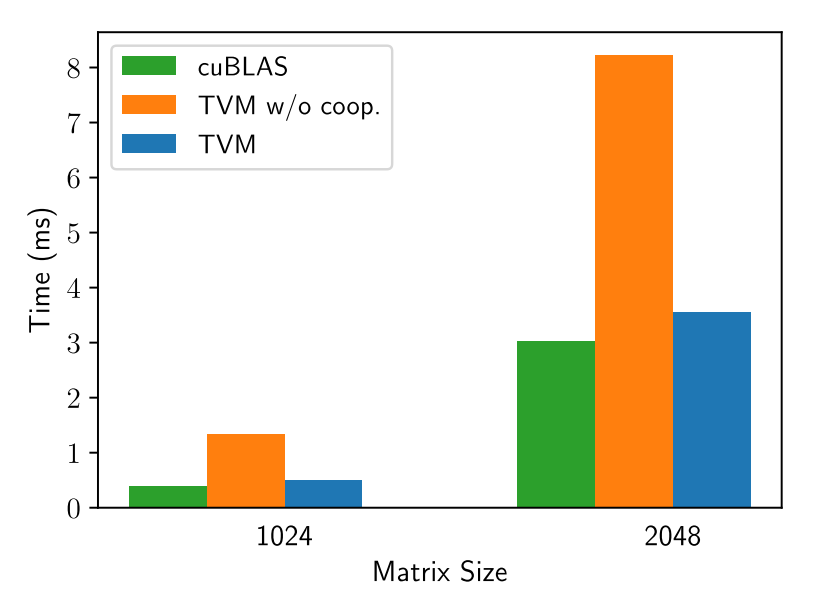 cuBLAS
TVM w/o coop.
TVM
Time (ms)
8
7
6
5
4
3
2
1
0
1024 2048
Matrix Size